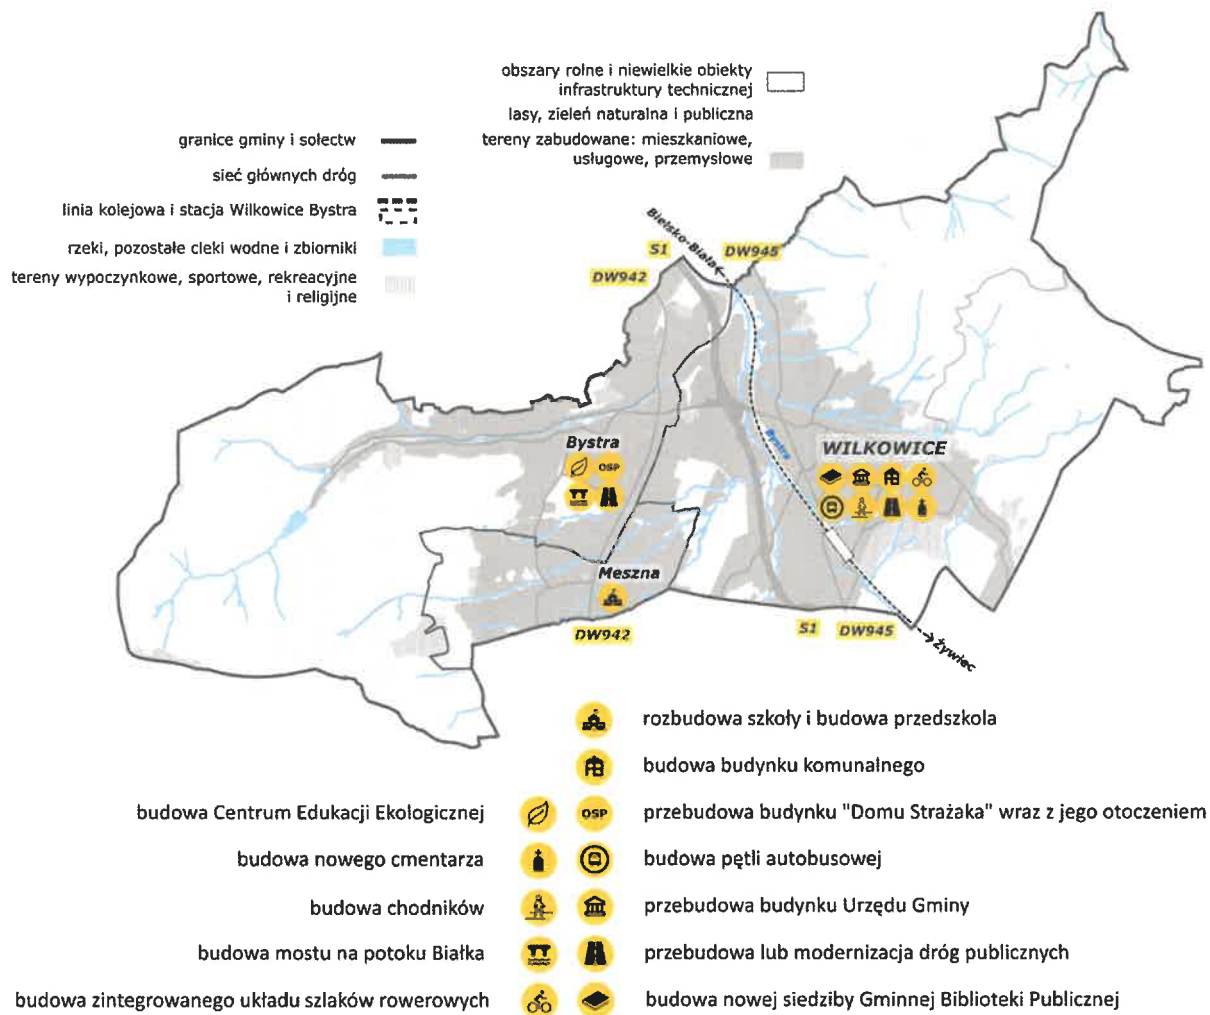 obszary rolne i niewielkie obiekty
infrastruktury technicznej
lasy, zieleń naturalna i publiczna
tereny zabudowane: mieszkaniowe,
usługowe, przemysłowe
granice gminy i sołectw
sieć głównych dróg
linia kolejowa i stacja Wilkowice Bystra
rzeki, pozostałe cieki wodne i zbiorniki
tereny wypoczynkowe, sportowe, rekreacyjne
i religijne
Bielsko-Biała
S1
DW945
DW942
Bystra
OSP
Bystra
WILKOWICE
Meszna
DW942
S1
DW945
Żywiec
rozbudowa szkoły i budowa przedszkola
budowa budynku komunalnego
budowa Centrum Edukacji Ekologicznej
OSP
przebudowa budynku "Domu Strażaka" wraz z jego otoczeniem
budowa nowego cmentarza
budowa pętli autobusowej
budowa chodników
przebudowa budynku Urzędu Gminy
budowa mostu na potoku Białka
przebudowa lub modernizacja dróg publicznych
budowa zintegrowanego układu szlaków rowerowych
budowa nowej siedziby Gminnej Biblioteki Publicznej